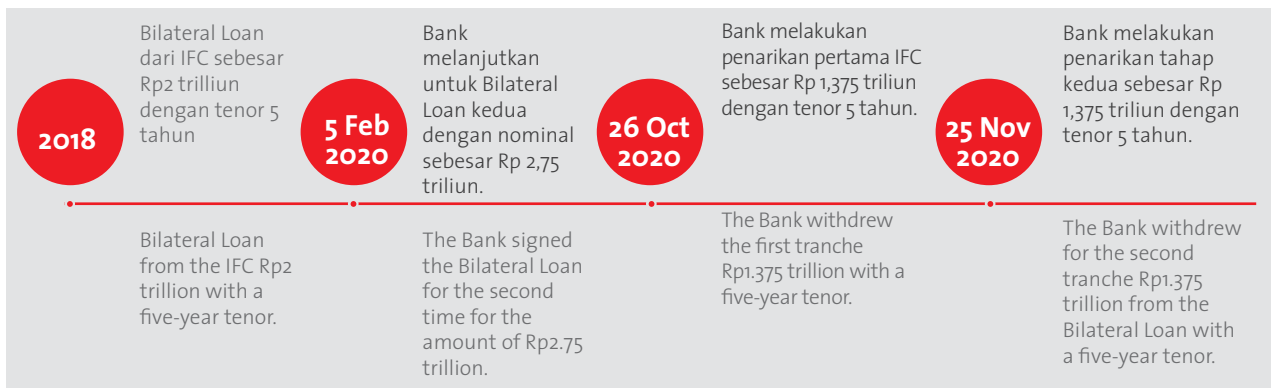 2018
Bilateral Loan
dari IFC sebesar
Rp2 trilliun
dengan tenor 5
tahun
Bilateral Loan
from the IFC Rp2
trillion with a
five-year tenor.
5 Feb
2020
Bank
melanjutkan
untuk Bilateral
Loan kedua
dengan nominal
sebesar Rp 2,75
triliun.
The Bank signed
the Bilateral Loan
for the second
time for the
amount of Rp2.75
trillion.
26 Oct
2020
Bank melakukan
penarikan pertama IFC
sebesar Rp 1,375 triliun
dengan tenor 5 tahun.
The Bank withdrew
the first tranche
Rp1.375 trillion with a
five-year tenor.
25 Nov
2020
Bank melakukan
penarikan tahap
kedua sebesar Rp
1,375 triliun dengan
tenor 5 tahun.
The Bank withdrew
for the second
tranche Rp1.375
trillion from the
Bilateral Loan with
a five-year tenor.